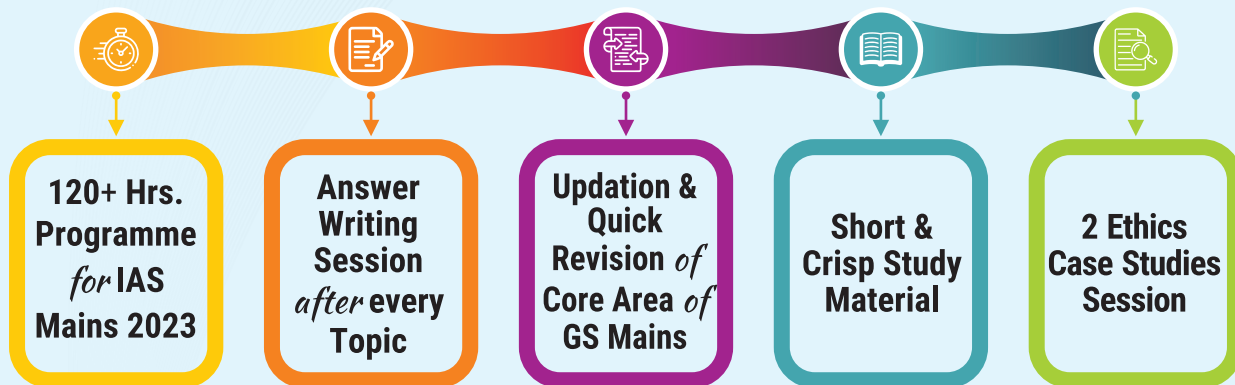 120+ Hrs.
Programme
for IAS
Mains 2023
Answer
Writing
Session
after every
Topic
Updation &
Quick
Revision of
Core Area of
GS Mains
Short &
Crisp Study
Material
2 Ethics
Case Studies
Session